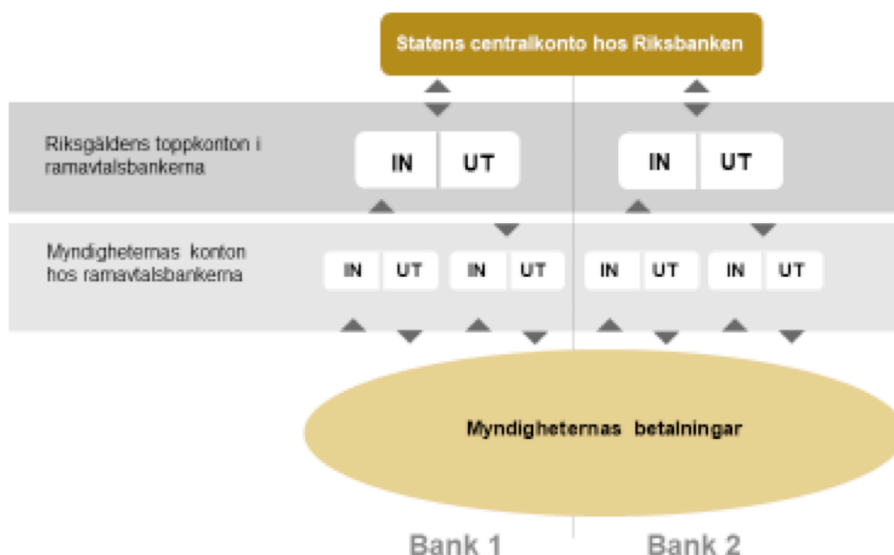 Statens centralkonto hos Riksbanken
Riksgäldens toppkonton i
ramavtalsbankerna
IN UT IN UT
Myndigheternas konton
hos ramavtalsbankerna
IN UT IN UT IN UT IN UT
Myndigheternas betalningar
Bank 1 Bank 2